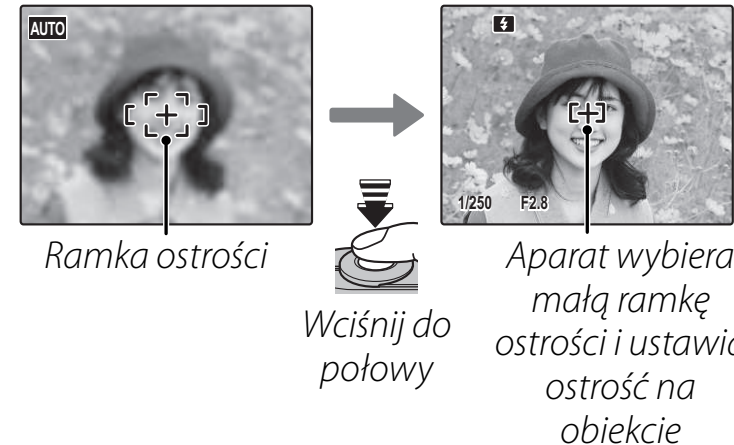 AUTO
1/250 F2.8
Ramka ostrości
Wciśnij do
połowy
Aparat wybiera
małą ramkę
ostrości i ustawia
ostrość na
obiekcie